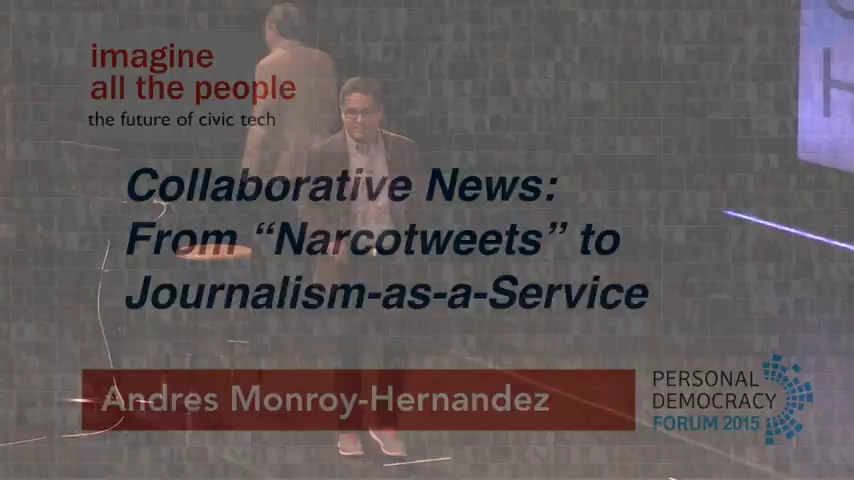 imagine
all the people
the future of civic tech
Collaborative News:
From “Narcotweets” to
Journalism-as-a-Service
Andres Monroy-Hernandez
PERSONAL
DEMOCRACY
FORUM 2015